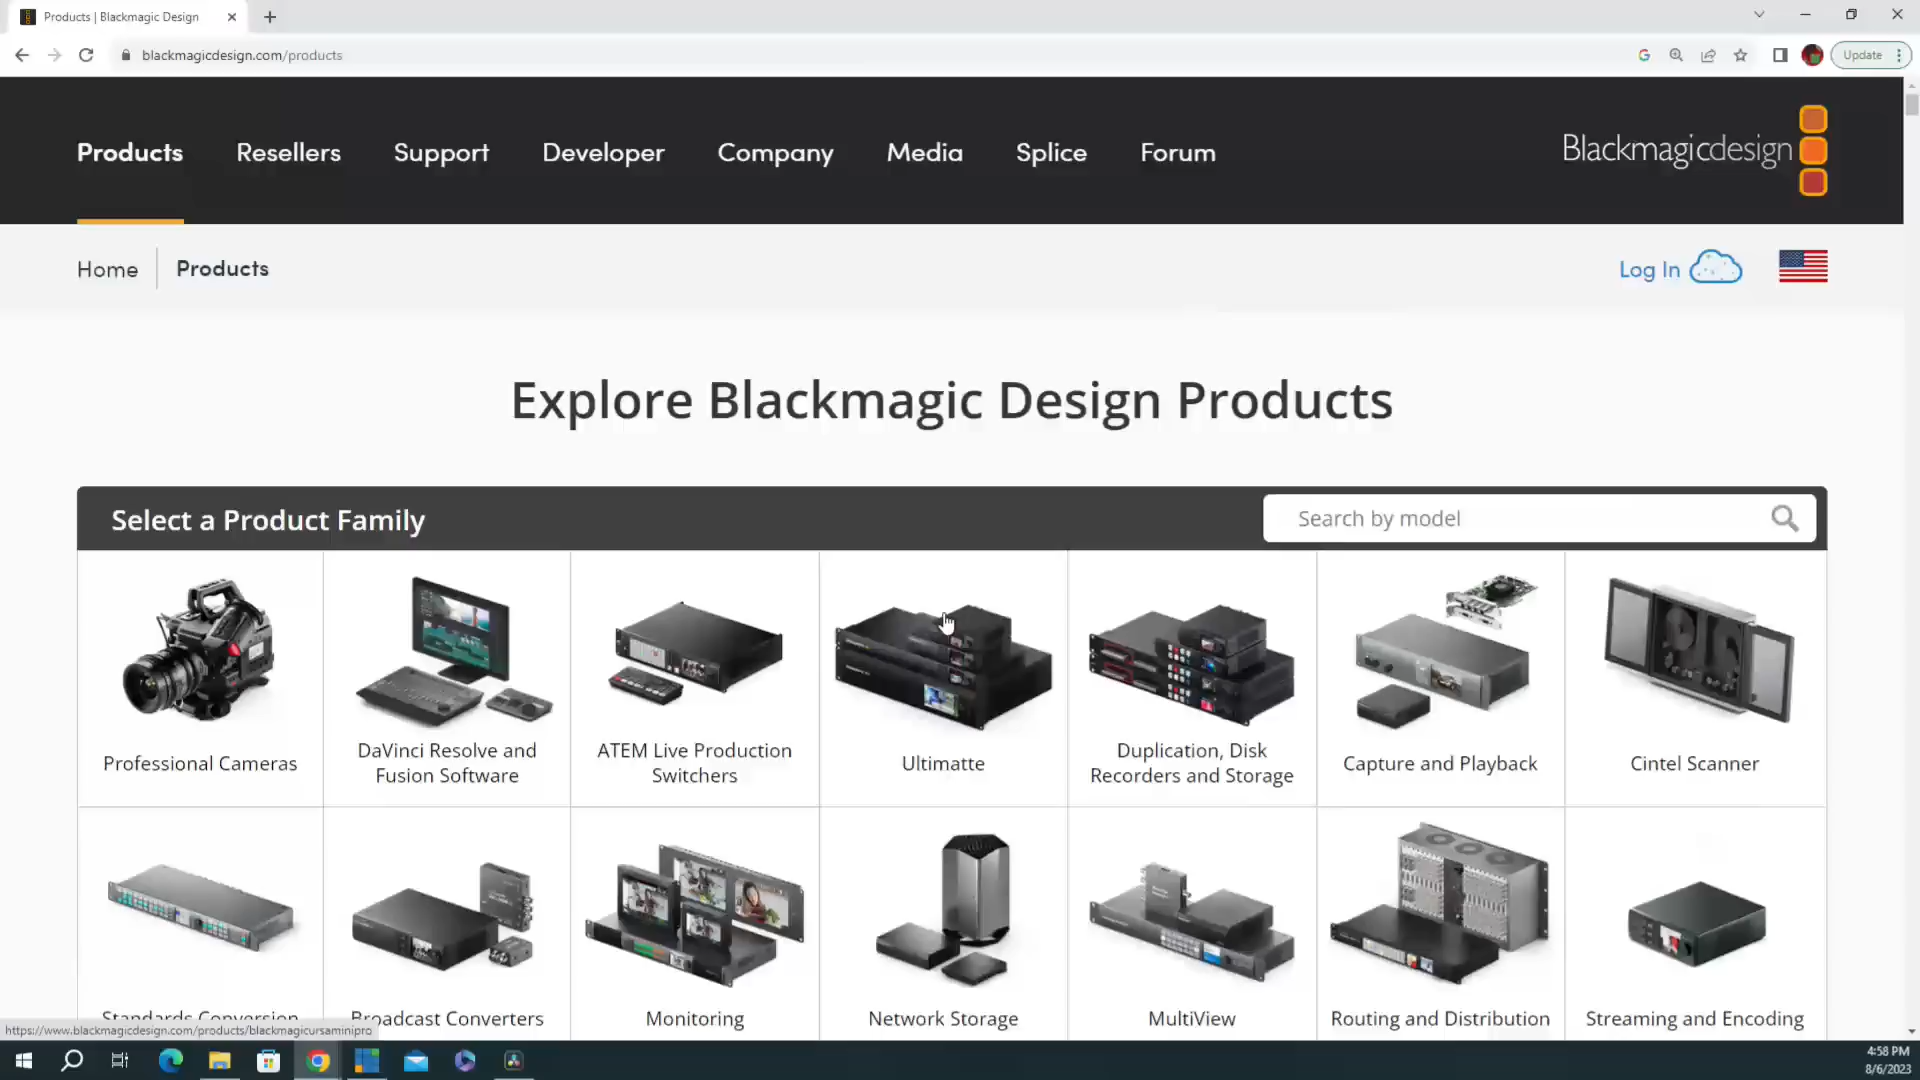 Products | Blackmagic Design
blackmagicdesign.com/products
Update
Products Resellers Support Developer Company Media Splice Forum
Blackmagicdesign
Home Products
Log In
Explore Blackmagic Design Products
Select a Product Family
Search by model
Professional Cameras
DaVinci Resolve and
Fusion Software
ATEM Live Production
Switchers
Ultimatte
Duplication, Disk
Recorders and Storage
Capture and Playback
Cintel Scanner
Standards Conversion
Broadcast Converters
Monitoring
Network Storage
MultiView
Routing and Distribution
Streaming and Encoding
https://www.blackmagicdesign.com/products/blackmagicursaminipro
4:58 PM
8/6/2023